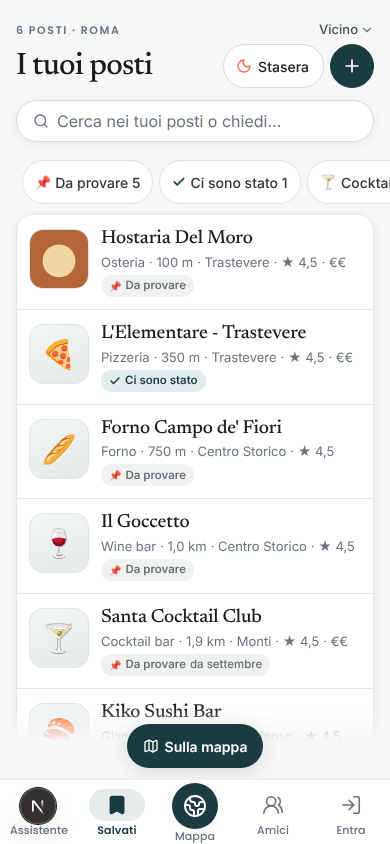 6 POSTI · ROMA
Vicino
I tuoi posti
Stasera
Cerca nei tuoi posti o chiedi...
Da provare 5
Ci sono stato 1
Hostaria Del Moro
Osteria · 100 m · Trastevere · ★ 4,5 · €€
Da provare
L'Elementare - Trastevere
Pizzeria · 350 m · Trastevere · ★ 4,5 · €€
Ci sono stato
Forno Campo de' Fiori
Forno · 750 m · Centro Storico · ★ 4,5
Da provare
Il Goccetto
Wine bar · 1,0 km · Centro Storico · ★ 4,5
Da provare
Santa Cocktail Club
Cocktail bar · 1,9 km · Monti · ★ 4,5 · €€
Da provare da settembre
Kiko Sushi Bar
Sulla mappa
N
Assistente
Salvati
Mappa
Amici
Entra